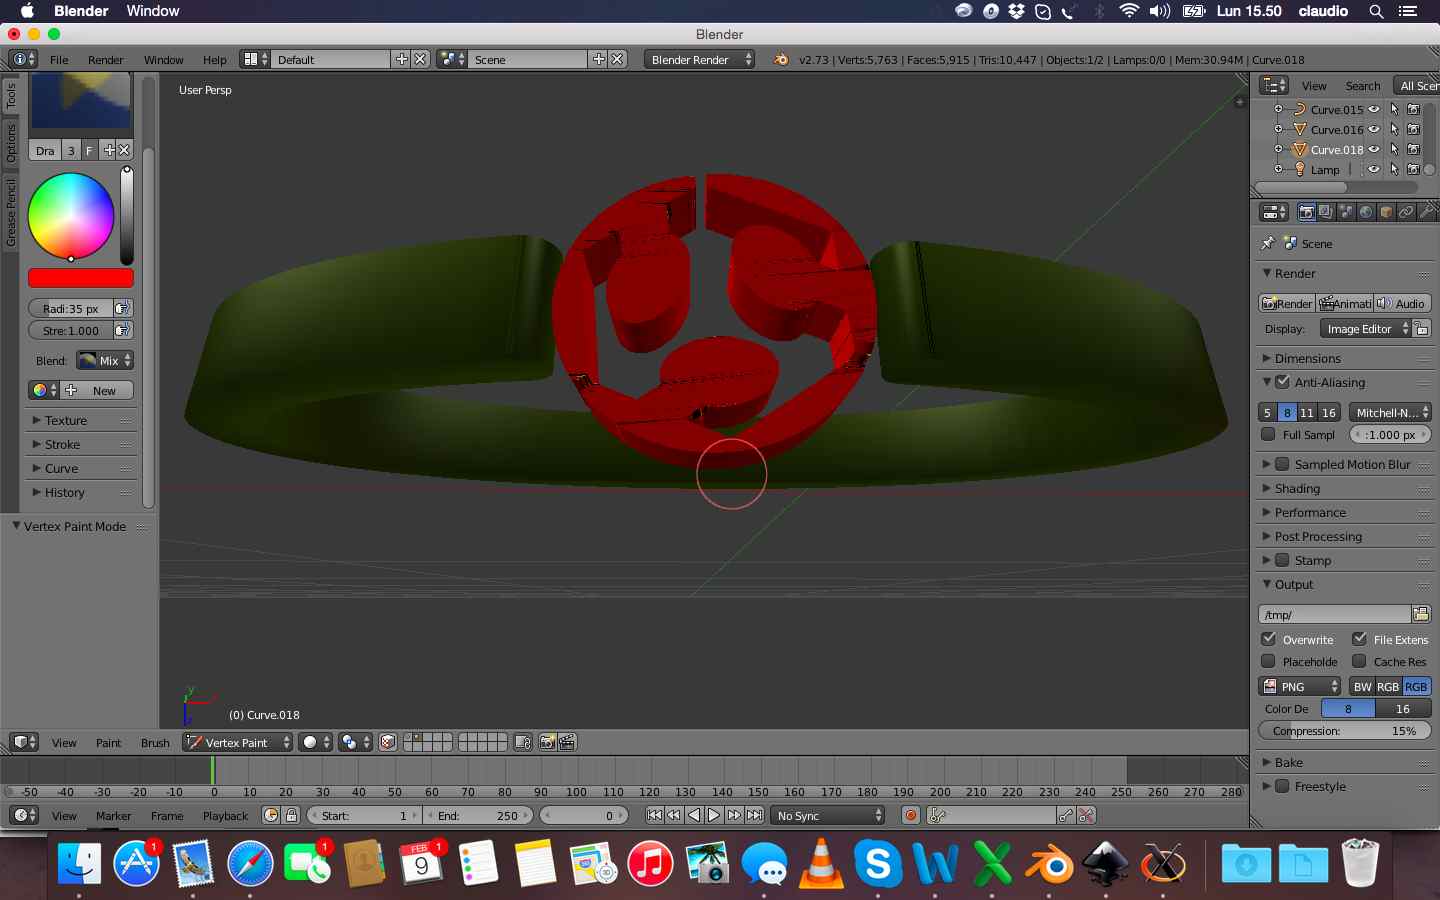 Blender Window Lun 15.50 claudio
Blender
File Render Window Help Default Scene Blender Render v2.73 | Verts:5,763 | Faces:5,915 | Tris:10,447 | Objects:1/2 | Lamps:0/0 | Mem:30.94M | Curve.018
Tools
Options
Grease Pencil
Dra 3 F
Radi:35 px
Stre:1.000
Blend: Mix
New
Texture
Stroke
Curve
History
Vertex Paint Mode
User Persp
y
z
(0) Curve.018
View Search All Scen
Curve.015
Curve.016
Curve.018
Lamp
Scene
Render
Render Animati Audio
Display: Image Editor
Dimensions
Anti-Aliasing
5 8 11 16 Mitchell-N...
Full Sampl :1.000 px
Sampled Motion Blur
Shading
Performance
Post Processing
Stamp
Output
/tmp/
Overwrite File Extens
Placeholde Cache Res
PNG BW RGB RGB
Color De 8 16
Compression: 15%
Bake
Freestyle
View Paint Brush Vertex Paint
-50 -40 -30 -20 -10 0 10 20 30 40 50 60 70 80 90 100 110 120 130 140 150 160 170 180 190 200 210 220 230 240 250 260 270 280
View Marker Frame Playback Start: 1 End: 250 0 No Sync
1 1 FEB 9 1